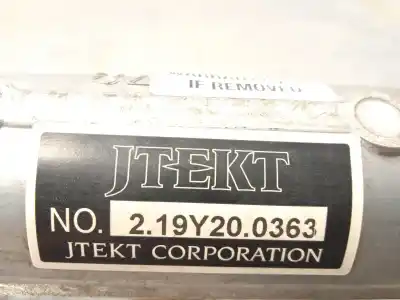 IF REMOVED
JTEKT
NO. 2.19Y20.0363
JTEKT CORPORATION